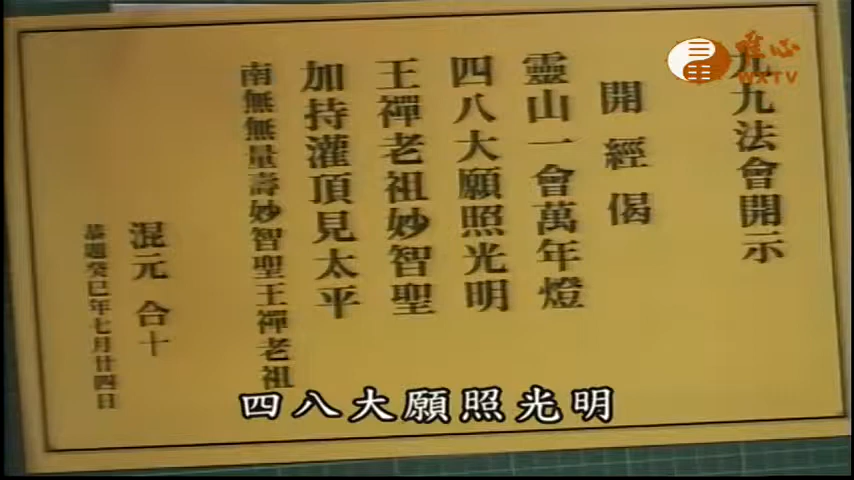 九九法會開示
開經偈
靈山一會萬年燈
四八大願照光明
王禪老祖妙智聖
加持灌頂見太平
南無無量壽妙智聖王禪老祖
混元 合十
恭題癸巳年七月廿四日
唯心
WXTV
四八大願照光明